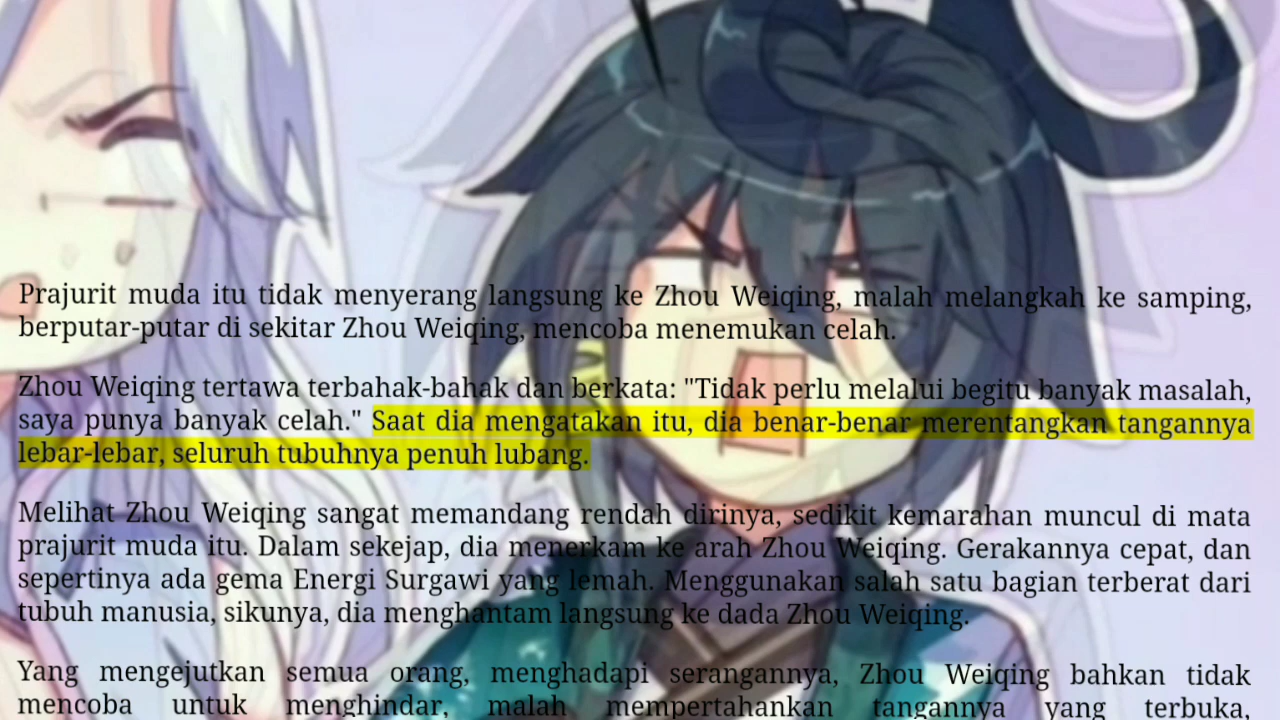 Prajurit muda itu tidak menyerang langsung ke Zhou Weiqing, malah melangkah ke samping,
berputar-putar di sekitar Zhou Weiqing, mencoba menemukan celah.
Zhou Weiqing tertawa terbahak-bahak dan berkata: "Tidak perlu melalui begitu banyak masalah,
saya punya banyak celah." Saat dia mengatakan itu, dia benar-benar merentangkan tangannya
lebar-lebar, seluruh tubuhnya penuh lubang.
Melihat Zhou Weiqing sangat memandang rendah dirinya, sedikit kemarahan muncul di mata
prajurit muda itu. Dalam sekejap, dia menerkam ke arah Zhou Weiqing. Gerakannya cepat, dan
sepertinya ada gema Energi Surgawi yang lemah. Menggunakan salah satu bagian terberat dari
tubuh manusia, sikunya, dia menghantam langsung ke dada Zhou Weiqing.
Yang mengejutkan semua orang, menghadapi serangannya, Zhou Weiqing bahkan tidak
mencoba untuk menghindar, malah mempertahankan tangannya yang terbuka,